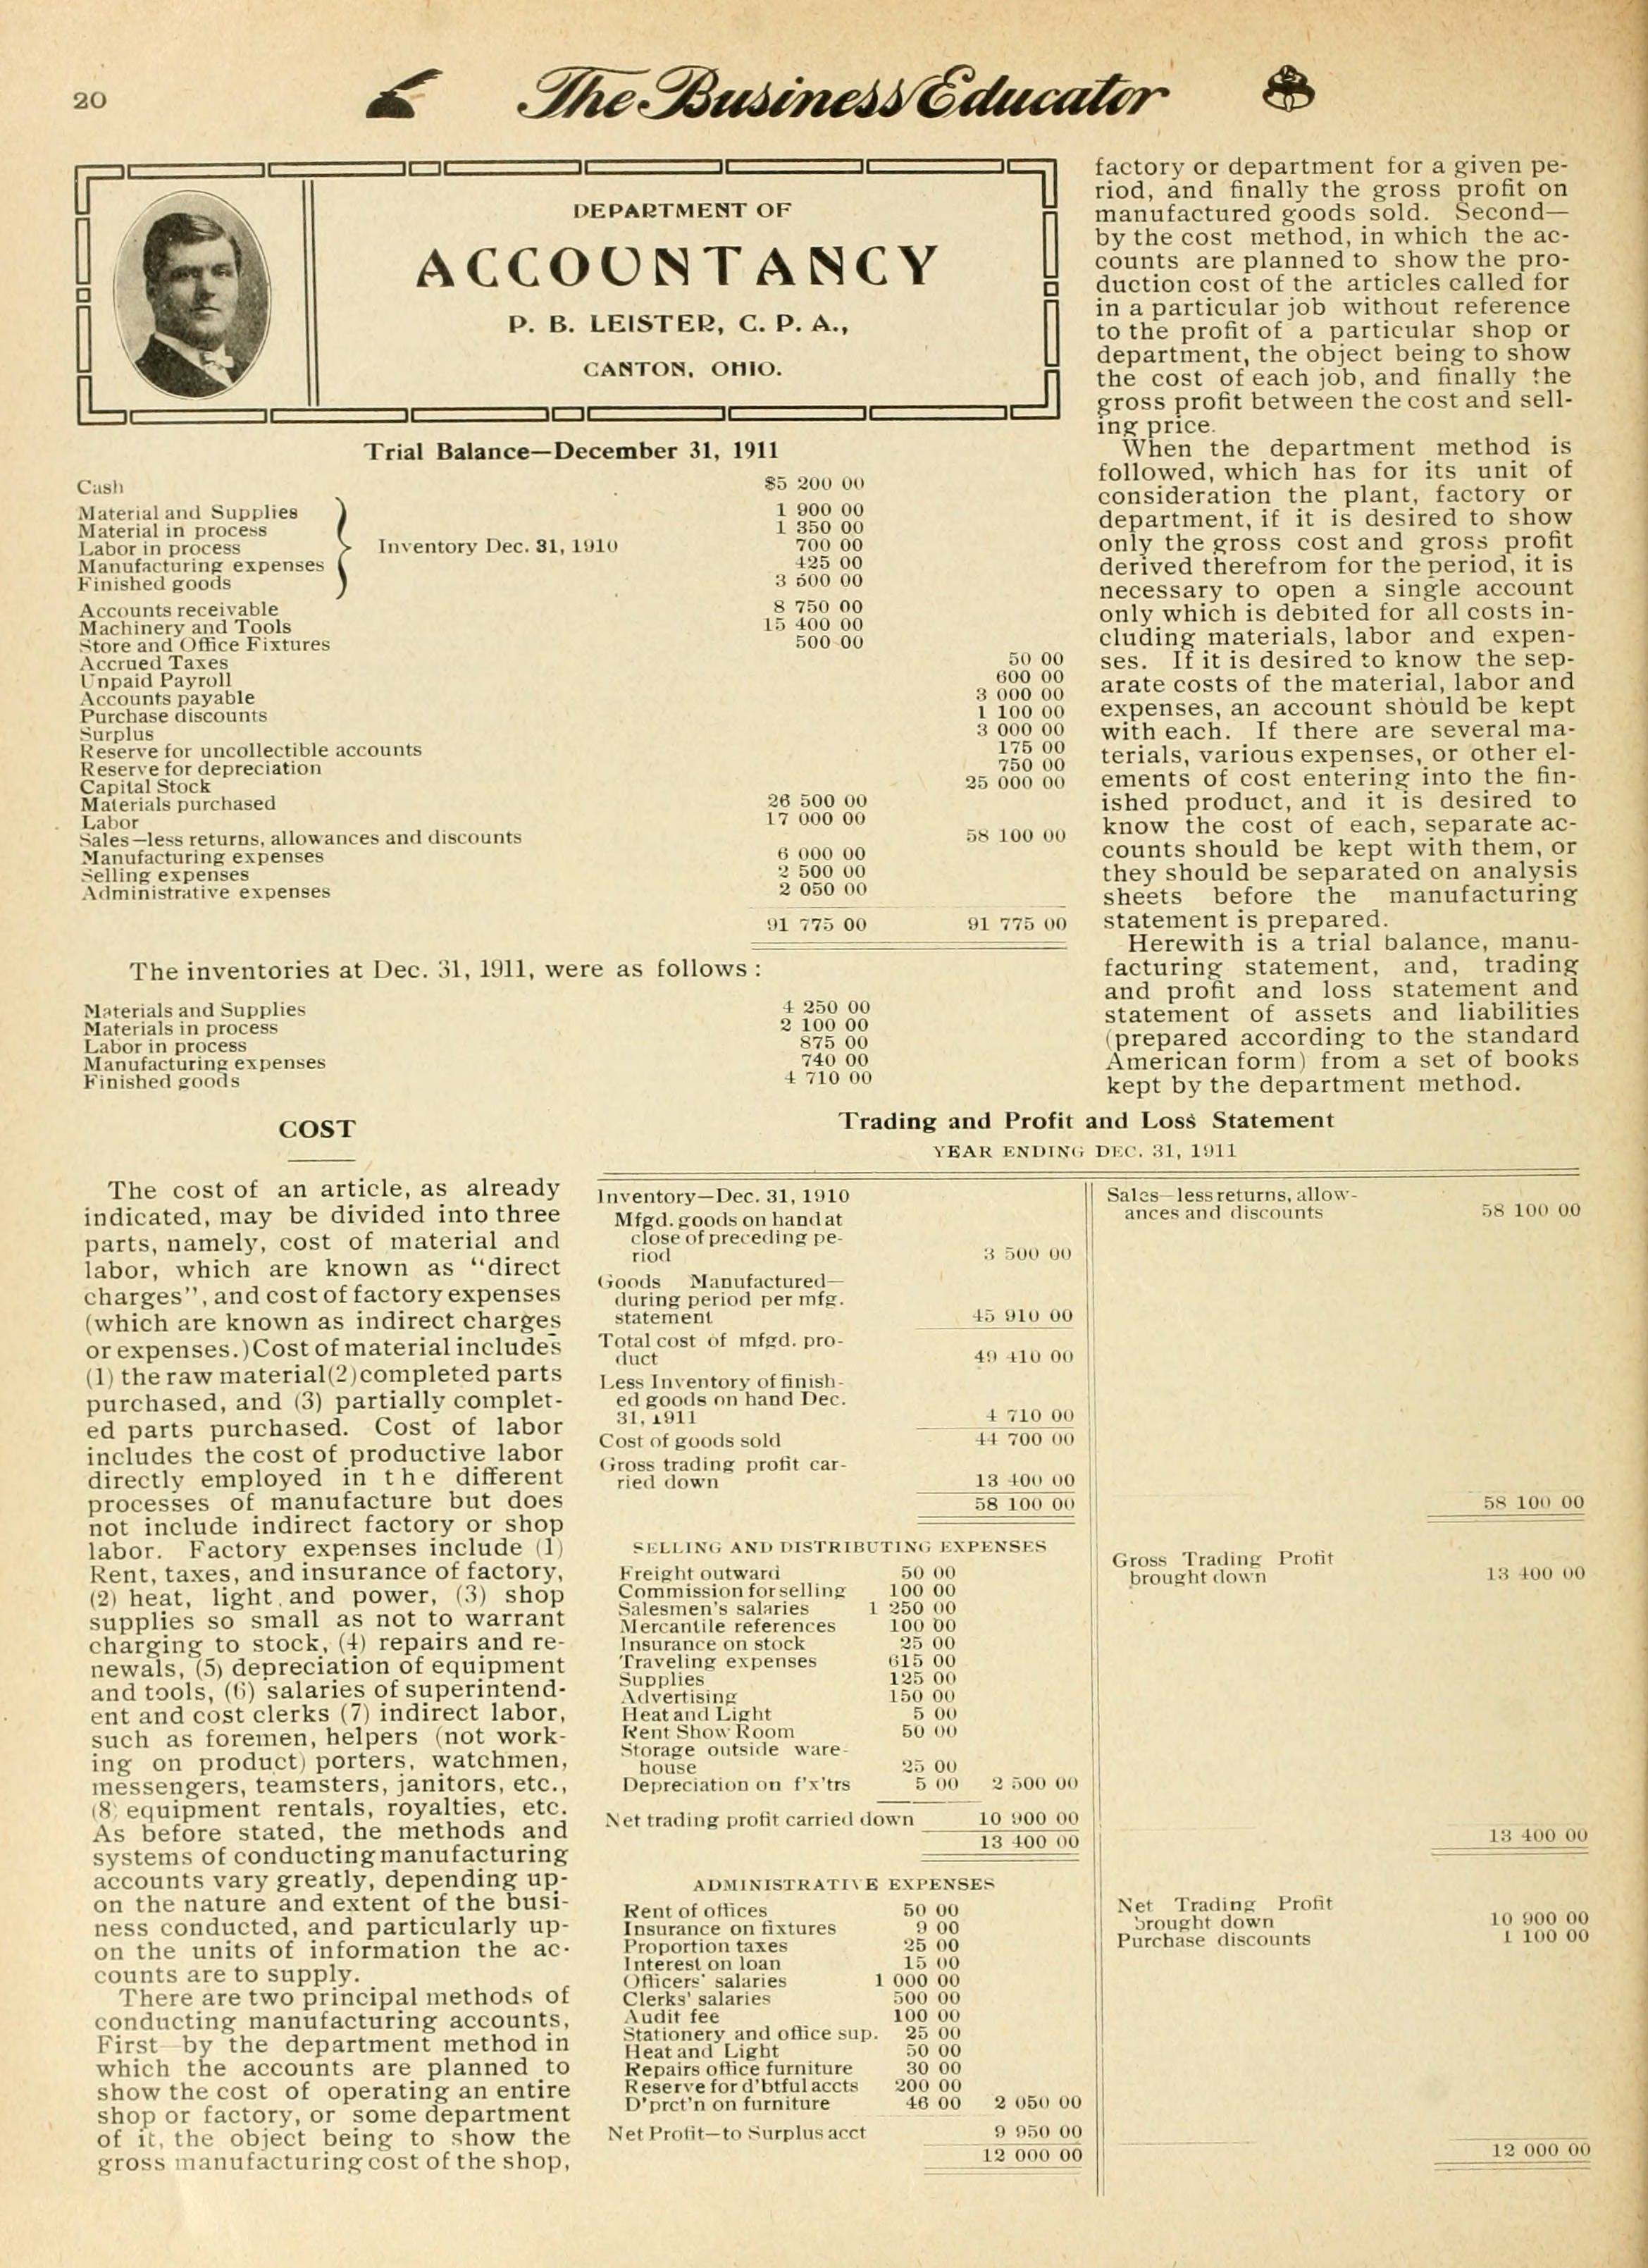 20
The Business Educator
DEPARTMENT OF
ACCOUNTANCY
P. B. LEISTER, C. P. A.,
CANTON, OHIO.
Trial Balance—December 31, 1911
Cash $5 200 00
Material and Supplies 1 900 00
Material in process 1 350 00
Labor in process Inventory Dec. 31, 1910 700 00
Manufacturing expenses 425 00
Finished goods 3 500 00
Accounts receivable 8 750 00
Machinery and Tools 15 400 00
Store and Office Fixtures 500 00
Accrued Taxes 50 00
Unpaid Payroll 600 00
Accounts payable 3 000 00
Purchase discounts 1 100 00
Surplus 3 000 00
Reserve for uncollectible accounts 175 00
Reserve for depreciation 750 00
Capital Stock 25 000 00
Materials purchased 26 500 00
Labor 17 000 00
Sales—less returns, allowances and discounts 58 100 00
Manufacturing expenses 6 000 00
Selling expenses 2 500 00
Administrative expenses 2 050 00
91 775 00 91 775 00
The inventories at Dec. 31, 1911, were as follows :
Materials and Supplies 4 250 00
Materials in process 2 100 00
Labor in process 875 00
Manufacturing expenses 740 00
Finished goods 4 710 00
COST
The cost of an article, as already
indicated, may be divided into three
parts, namely, cost of material and
labor, which are known as "direct
charges", and cost of factory expenses
(which are known as indirect charges
or expenses.) Cost of material includes
(1) the raw material (2) completed parts
purchased, and (3) partially complet-
ed parts purchased. Cost of labor
includes the cost of productive labor
directly employed in the different
processes of manufacture but does
not include indirect factory or shop
labor. Factory expenses include (1)
Rent, taxes, and insurance of factory,
(2) heat, light and power, (3) shop
supplies so small as not to warrant
charging to stock, (4) repairs and re-
newals, (5) depreciation of equipment
and tools, (6) salaries of superintend-
ent and cost clerks (7) indirect labor,
such as foremen, helpers (not work-
ing on product) porters, watchmen,
messengers, teamsters, janitors, etc.,
(8) equipment rentals, royalties, etc.
As before stated, the methods and
systems of conducting manufacturing
accounts vary greatly, depending up-
on the nature and extent of the busi-
ness conducted, and particularly up-
on the units of information the ac-
counts are to supply.
There are two principal methods of
conducting manufacturing accounts,
First—by the department method in
which the accounts are planned to
show the cost of operating an entire
shop or factory, or some department
of it, the object being to show the
gross manufacturing cost of the shop,
factory or department for a given pe-
riod, and finally the gross profit on
manufactured goods sold. Second—
by the cost method, in which the ac-
counts are planned to show the pro-
duction cost of the articles called for
in a particular job without reference
to the profit of a particular shop or
department, the object being to show
the cost of each job, and finally the
gross profit between the cost and sell-
ing price.
When the department method is
followed, which has for its unit of
consideration the plant, factory or
department, if it is desired to show
only the gross cost and gross profit
derived therefrom for the period, it is
necessary to open a single account
only which is debited for all costs in-
cluding materials, labor and expen-
ses. If it is desired to know the sep-
arate costs of the material, labor and
expenses, an account should be kept
with each. If there are several ma-
terials, various expenses, or other el-
ements of cost entering into the fin-
ished product, and it is desired to
know the cost of each, separate ac-
counts should be kept with them, or
they should be separated on analysis
sheets before the manufacturing
statement is prepared.
Herewith is a trial balance, manu-
facturing statement, and, trading
and profit and loss statement and
statement of assets and liabilities
(prepared according to the standard
American form) from a set of books
kept by the department method.
Trading and Profit and Loss Statement
YEAR ENDING DEC. 31, 1911
Inventory—Dec. 31, 1910
Mfgd. goods on hand at
close of preceding pe-
riod 3 500 00
Goods Manufactured—
during period per mfg.
statement 45 910 00
Total cost of mfgd. pro-
duct 49 410 00
Less Inventory of finish-
ed goods on hand Dec.
31, 1911 4 710 00
Cost of goods sold 44 700 00
Gross trading profit car-
ried down 13 400 00
58 100 00
SELLING AND DISTRIBUTING EXPENSES
Freight outward 50 00
Commission for selling 100 00
Salesmen's salaries 1 250 00
Mercantile references 100 00
Insurance on stock 25 00
Traveling expenses 615 00
Supplies 125 00
Advertising 150 00
Heat and Light 5 00
Rent Show Room 50 00
Storage outside ware-
house 25 00
Depreciation on f'x'trs 5 00 2 500 00
Net trading profit carried down 10 900 00
13 400 00
ADMINISTRATIVE EXPENSES
Rent of offices 50 00
Insurance on fixtures 9 00
Proportion taxes 25 00
Interest on loan 15 00
Officers' salaries 1 000 00
Clerks' salaries 500 00
Audit fee 100 00
Stationery and office sup. 25 00
Heat and Light 50 00
Repairs office furniture 30 00
Reserve for d'btful accts 200 00
D'prct'n on furniture 46 00 2 050 00
Net Profit—to Surplus acct 9 950 00
12 000 00
Sales—less returns, allow-
ances and discounts 58 100 00
58 100 00
Gross Trading Profit
brought down 13 400 00
13 400 00
Net Trading Profit
brought down 10 900 00
Purchase discounts 1 100 00
12 000 00